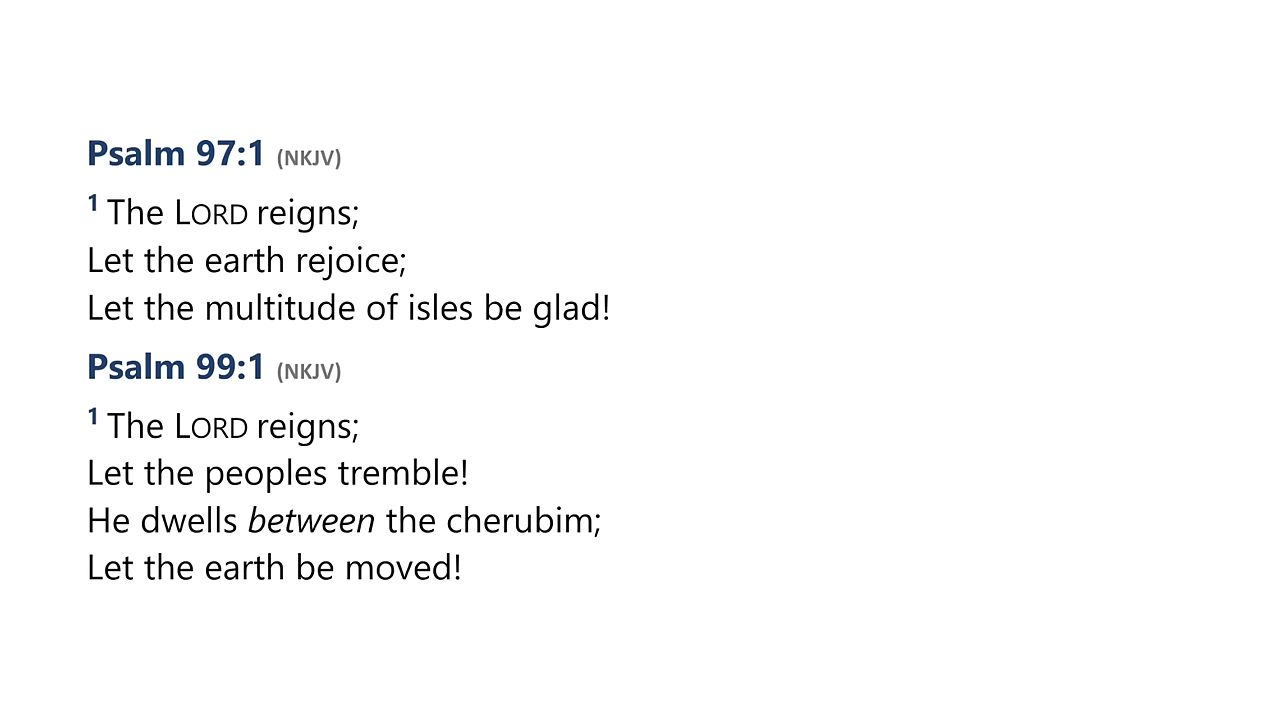 Psalm 97:1 (NKJV)
1 The LORD reigns;
Let the earth rejoice;
Let the multitude of isles be glad!
Psalm 99:1 (NKJV)
1 The LORD reigns;
Let the peoples tremble!
He dwells between the cherubim;
Let the earth be moved!